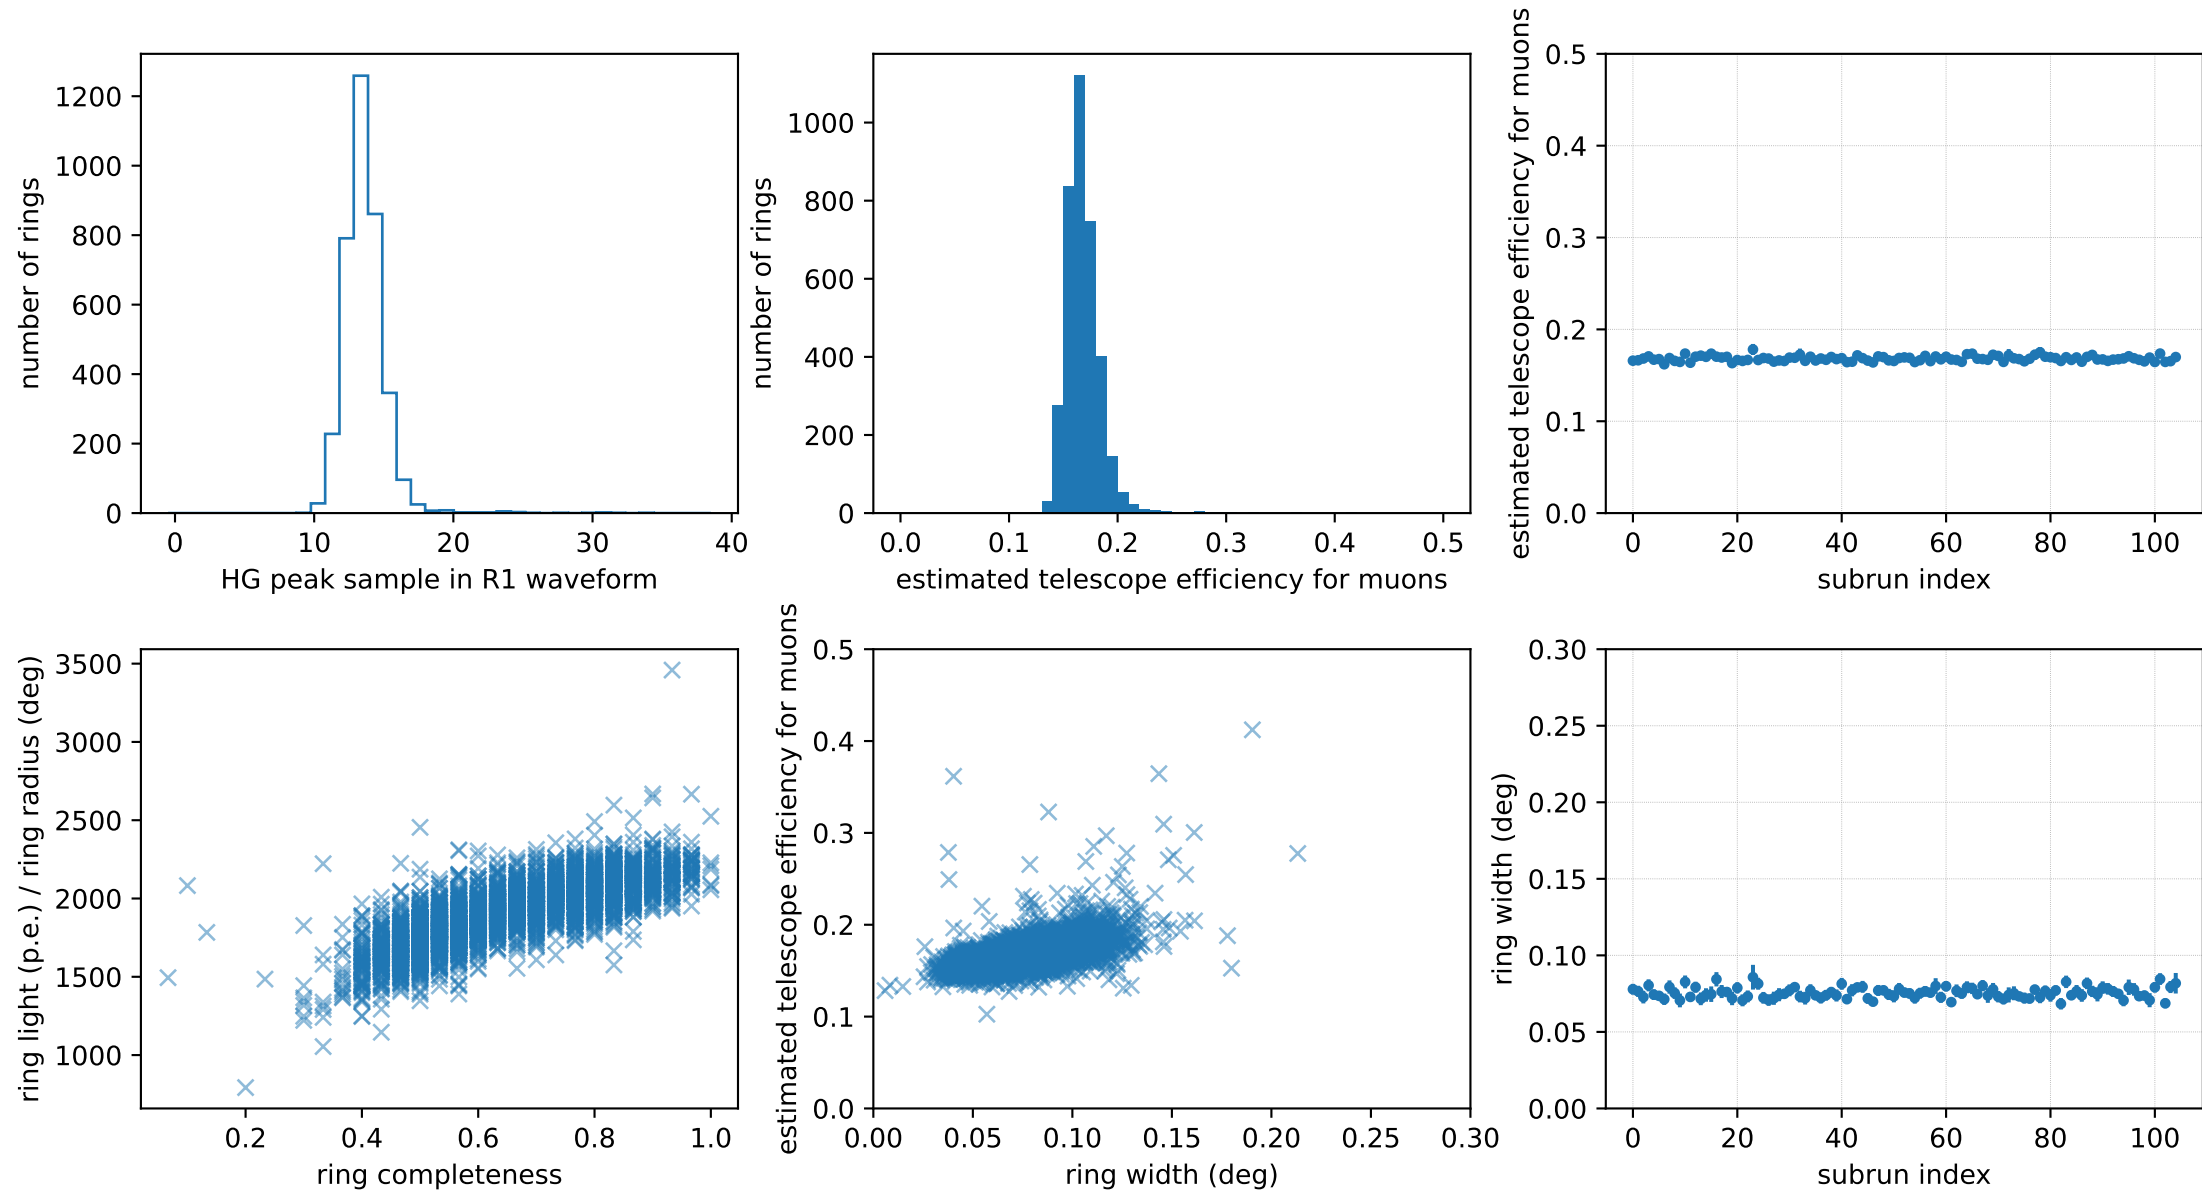 1200
1000
800
600
400
200
0
number of rings
0 10 20 30 40
HG peak sample in R1 waveform
1000
800
600
400
200
0
number of rings
0.0 0.1 0.2 0.3 0.4 0.5
estimated telescope efficiency for muons
0.5
0.4
0.3
0.2
0.1
0.0
estimated telescope efficiency for muons
0 20 40 60 80 100
subrun index
3500
3000
2500
2000
1500
1000
ring light (p.e.) / ring radius (deg)
0.2 0.4 0.6 0.8 1.0
ring completeness
0.5
0.4
0.3
0.2
0.1
0.0
estimated telescope efficiency for muons
0.00 0.05 0.10 0.15 0.20 0.25 0.30
ring width (deg)
0.30
0.25
0.20
0.15
0.10
0.05
0.00
ring width (deg)
0 20 40 60 80 100
subrun index